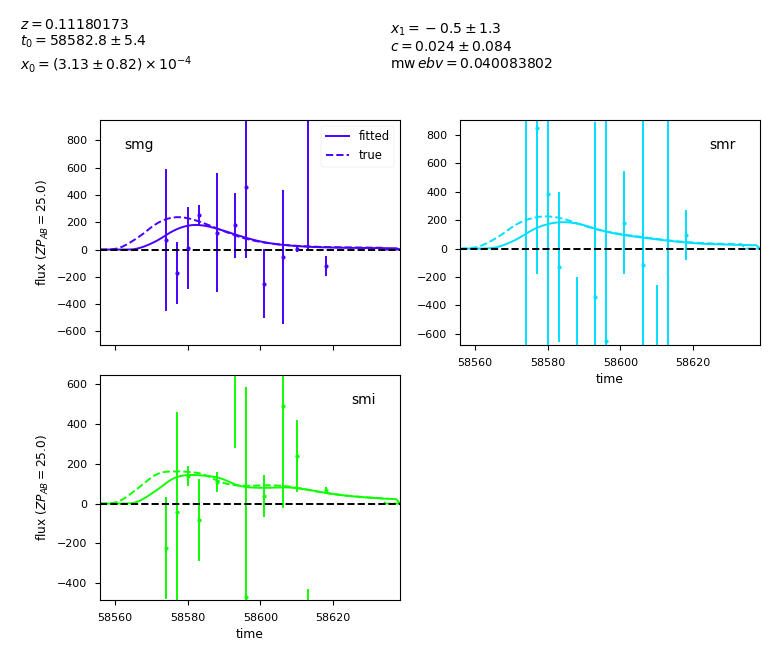 z = 0.11180173
t₀ = 58582.8 ± 5.4
x₀ = (3.13 ± 0.82) × 10⁻⁴
x₁ = −0.5 ± 1.3
c = 0.024 ± 0.084
mw ebv = 0.040083802
smg
fitted
true
800
600
400
200
0
−200
−400
−600
flux (ZP_AB = 25.0)
smr
800
600
400
200
0
−200
−400
−600
58560 58580 58600 58620
time
smi
600
400
200
0
−200
−400
flux (ZP_AB = 25.0)
58560 58580 58600 58620
time